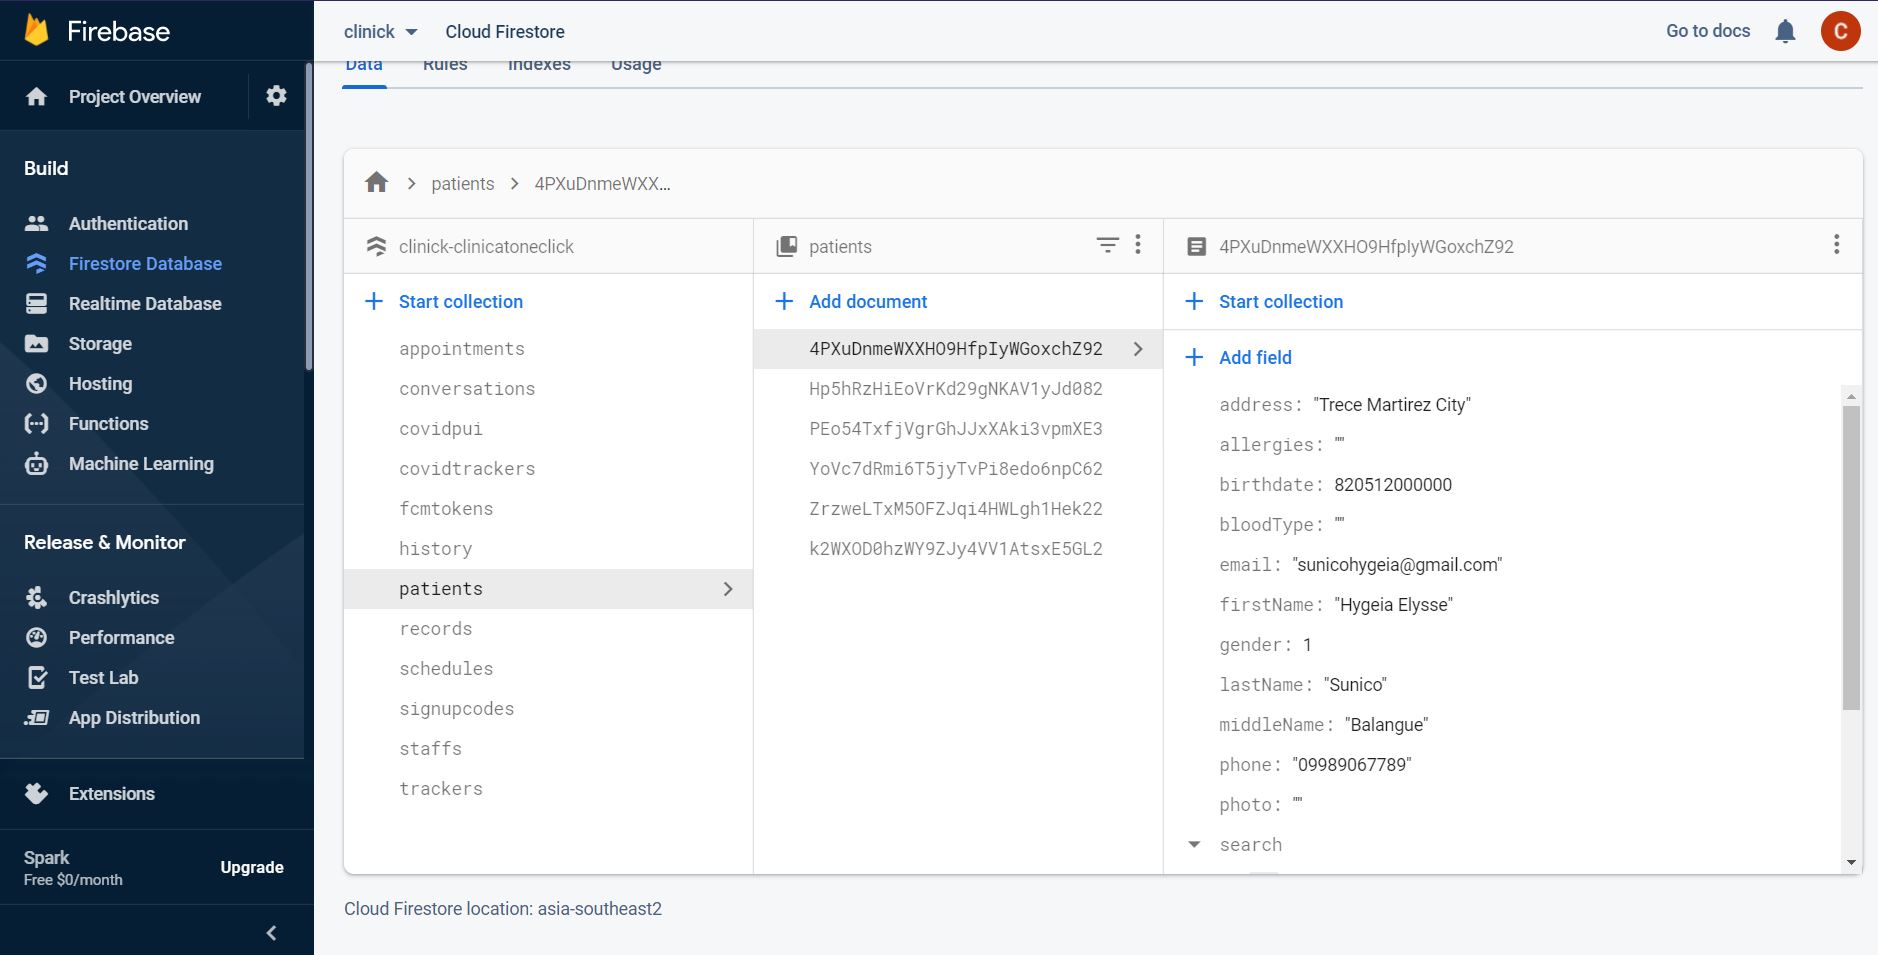 Firebase
Project Overview
Build
Authentication
Firestore Database
Realtime Database
Storage
Hosting
Functions
Machine Learning
Release & Monitor
Crashlytics
Performance
Test Lab
App Distribution
Extensions
Spark
Free $0/month
Upgrade
clinick
Cloud Firestore
Go to docs
C
Data Rules Indexes Usage
patients
4PXuDnmeWXX...
clinick-clinicatoneclick
Start collection
appointments
conversations
covidpui
covidtrackers
fcmtokens
history
patients
records
schedules
signupcodes
staffs
trackers
patients
Add document
4PXuDnmeWXXHO9HfpIyWGoxchZ92
Hp5hRzHiEoVrKd29gNKAV1yJd082
PEo54TxfjVgrGhJJxXAki3vpmXE3
YoVc7dRmi6T5jyTvPi8edo6npC62
ZrzweLTxM5OFZJqi4HWLgh1Hek22
k2WXOD0hzWY9ZJy4VV1AtsxE5GL2
4PXuDnmeWXXHO9HfpIyWGoxchZ92
Start collection
Add field
address: "Trece Martirez City"
allergies: ""
birthdate: 820512000000
bloodType: ""
email: "sunicohygeia@gmail.com"
firstName: "Hygeia Elysse"
gender: 1
lastName: "Sunico"
middleName: "Balangue"
phone: "09989067789"
photo: ""
search
Cloud Firestore location: asia-southeast2